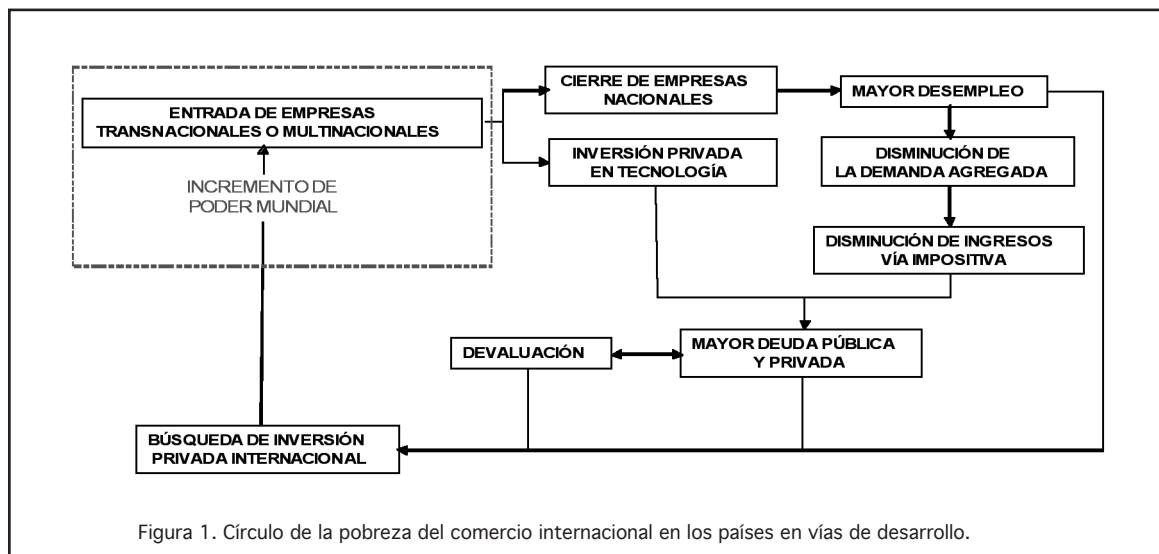 CIERRE DE EMPRESAS
NACIONALES
MAYOR DESEMPLEO
ENTRADA DE EMPRESAS
TRANSNACIONALES O MULTINACIONALES
INVERSIÓN PRIVADA
EN TECNOLOGÍA
DISMINUCIÓN DE
LA DEMANDA AGREGADA
INCREMENTO DE
PODER MUNDIAL
DISMINUCIÓN DE INGRESOS
VÍA IMPOSITIVA
DEVALUACIÓN
MAYOR DEUDA PÚBLICA
Y PRIVADA
BÚSQUEDA DE INVERSIÓN
PRIVADA INTERNACIONAL
Figura 1. Círculo de la pobreza del comercio internacional en los países en vías de desarrollo.